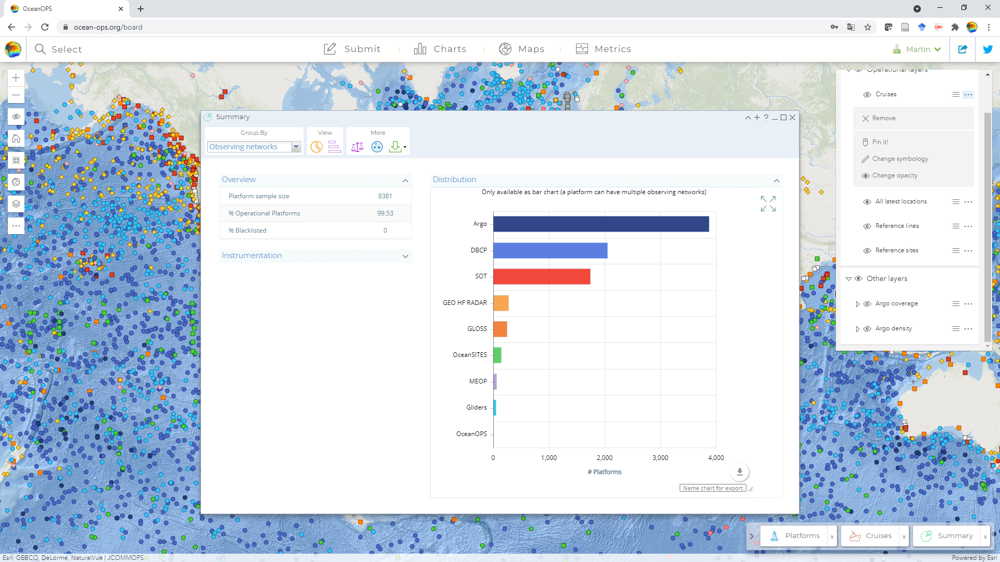 OceanOPS
ocean-ops.org/board
Select
Submit
Charts
Maps
Metrics
Martin
Operational layers
Cruises
Remove
Pin it!
Change symbology
Change opacity
All latest locations
Reference lines
Reference sites
Other layers
Argo coverage
Argo density
Summary
Group By
View
More
Observing networks
Overview
Platform sample size 8381
% Operational Platforms 99.53
% Blacklisted 0
Instrumentation
Distribution
Only available as bar chart (a platform can have multiple observing networks)
Argo
DBCP
SOT
GEO HF RADAR
GLOSS
OceanSITES
MEOP
Gliders
OceanOPS
0 1,000 2,000 3,000 4,000
# Platforms
Name chart for export
Platforms x
Cruises x
Summary x
Esri, GEBCO, DeLorme, NaturalVue | JCOMMOPS
Powered by Esri